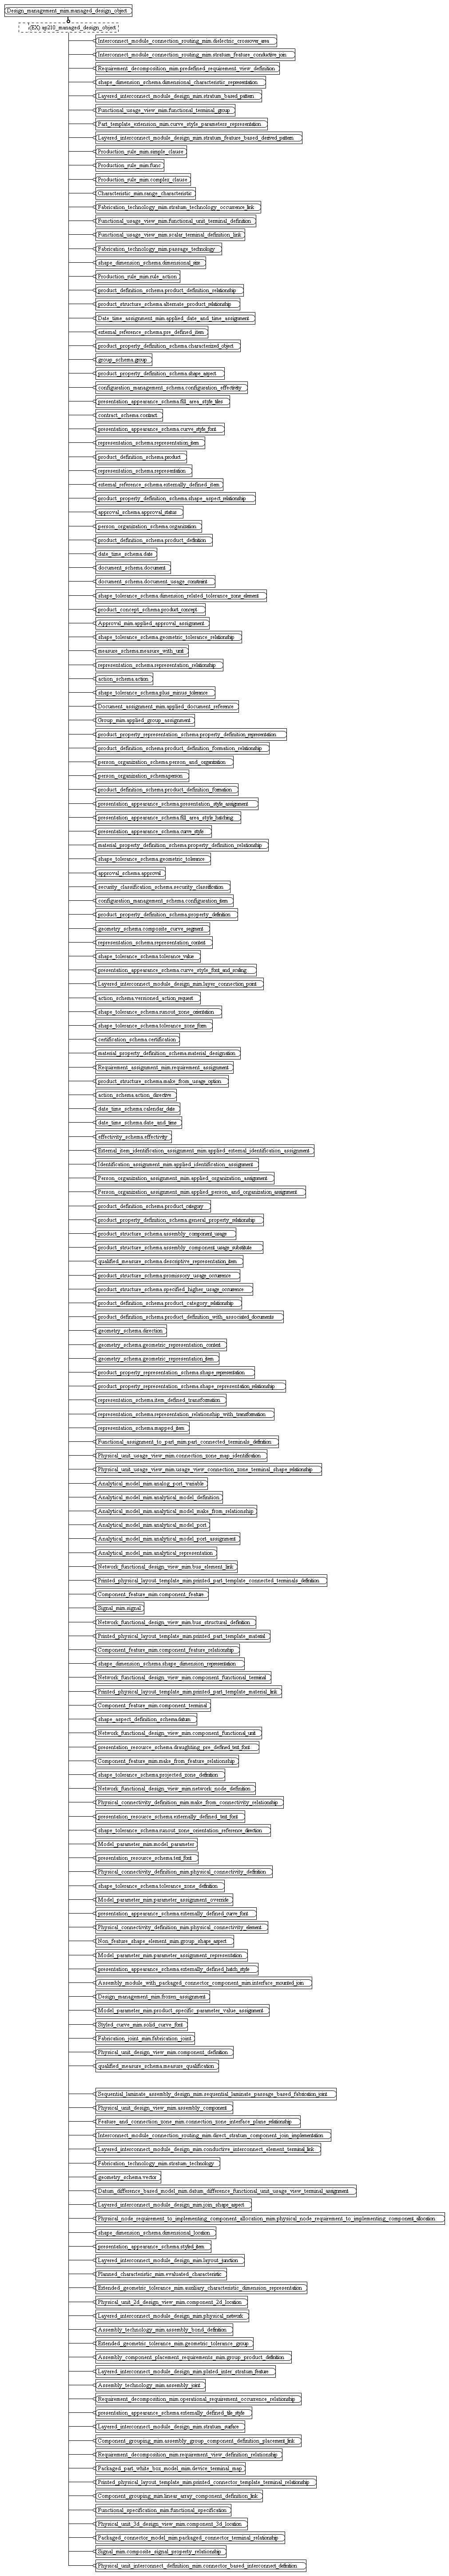 Design_management_mim.managed_design_object
(EX) ap210_managed_design_object
Interconnect_module_connection_routing_mim.dielectric_crossover_area
Interconnect_module_connection_routing_mim.stratum_feature_conductive_join
Requirement_decomposition_mim.predefined_requirement_view_definition
shape_dimension_schema.dimensional_characteristic_representation
Layered_interconnect_module_design_mim.stratum_based_pattern
Functional_usage_view_mim.functional_terminal_group
Part_template_extension_mim.curve_style_parameters_representation
Layered_interconnect_module_design_mim.stratum_feature_based_derived_pattern
Production_rule_mim.simple_clause
Production_rule_mim.func
Production_rule_mim.complex_clause
Characteristic_mim.range_characteristic
Fabrication_technology_mim.stratum_technology_occurrence_link
Functional_usage_view_mim.functional_unit_terminal_definition
Functional_usage_view_mim.scalar_terminal_definition_link
Fabrication_technology_mim.passage_technology
shape_dimension_schema.dimensional_size
Production_rule_mim.rule_action
product_definition_schema.product_definition_relationship
product_structure_schema.alternate_product_relationship
Date_time_assignment_mim.applied_date_and_time_assignment
external_reference_schema.pre_defined_item
product_property_definition_schema.characterized_object
group_schema.group
product_property_definition_schema.shape_aspect
configuration_management_schema.configuration_effectivity
presentation_appearance_schema.fill_area_style_tiles
contract_schema.contract
presentation_appearance_schema.curve_style_font
representation_schema.representation_item
product_definition_schema.product
representation_schema.representation
external_reference_schema.externally_defined_item
product_property_definition_schema.shape_aspect_relationship
approval_schema.approval_status
person_organization_schema.organization
product_definition_schema.product_definition
date_time_schema.date
document_schema.document
document_schema.document_usage_constraint
shape_tolerance_schema.dimension_related_tolerance_zone_element
product_concept_schema.product_concept
Approval_mim.applied_approval_assignment
shape_tolerance_schema.geometric_tolerance_relationship
measure_schema.measure_with_unit
representation_schema.representation_relationship
action_schema.action
shape_tolerance_schema.plus_minus_tolerance
Document_assignment_mim.applied_document_reference
Group_mim.applied_group_assignment
product_property_representation_schema.property_definition_representation
product_definition_schema.product_definition_formation_relationship
person_organization_schema.person_and_organization
person_organization_schema.person
product_definition_schema.product_definition_formation
presentation_appearance_schema.presentation_style_assignment
presentation_appearance_schema.fill_area_style_hatching
presentation_appearance_schema.curve_style
material_property_definition_schema.property_definition_relationship
shape_tolerance_schema.geometric_tolerance
approval_schema.approval
security_classification_schema.security_classification
configuration_management_schema.configuration_item
product_property_definition_schema.property_definition
geometry_schema.composite_curve_segment
representation_schema.representation_context
shape_tolerance_schema.tolerance_value
presentation_appearance_schema.curve_style_font_and_scaling
Layered_interconnect_module_design_mim.layer_connection_point
action_schema.versioned_action_request
shape_tolerance_schema.runout_zone_orientation
shape_tolerance_schema.tolerance_zone_form
certification_schema.certification
material_property_definition_schema.material_designation
Requirement_assignment_mim.requirement_assignment
product_structure_schema.make_from_usage_option
action_schema.action_directive
date_time_schema.calendar_date
date_time_schema.date_and_time
effectivity_schema.effectivity
External_item_identification_assignment_mim.applied_external_identification_assignment
Identification_assignment_mim.applied_identification_assignment
Person_organization_assignment_mim.applied_organization_assignment
Person_organization_assignment_mim.applied_person_and_organization_assignment
product_definition_schema.product_category
product_property_definition_schema.general_property_relationship
product_structure_schema.assembly_component_usage
product_structure_schema.assembly_component_usage_substitute
qualified_measure_schema.descriptive_representation_item
product_structure_schema.promissory_usage_occurrence
product_structure_schema.specified_higher_usage_occurrence
product_definition_schema.product_category_relationship
product_definition_schema.product_definition_with_associated_documents
geometry_schema.direction
geometry_schema.geometric_representation_context
geometry_schema.geometric_representation_item
product_property_representation_schema.shape_representation
product_property_representation_schema.shape_representation_relationship
representation_schema.item_defined_transformation
representation_schema.representation_relationship_with_transformation
representation_schema.mapped_item
Functional_assignment_to_part_mim.part_connected_terminals_definition
Physical_unit_usage_view_mim.connection_zone_map_identification
Physical_unit_usage_view_mim.usage_view_connection_zone_terminal_shape_relationship
Analytical_model_mim.analog_port_variable
Analytical_model_mim.analytical_model_definition
Analytical_model_mim.analytical_model_make_from_relationship
Analytical_model_mim.analytical_model_port
Analytical_model_mim.analytical_model_port_assignment
Analytical_model_mim.analytical_representation
Network_functional_design_view_mim.bus_element_link
Printed_physical_layout_template_mim.printed_part_template_connected_terminals_definition
Component_feature_mim.component_feature
Signal_mim.signal
Network_functional_design_view_mim.bus_structural_definition
Printed_physical_layout_template_mim.printed_part_template_material
Component_feature_mim.component_feature_relationship
shape_dimension_schema.shape_dimension_representation
Network_functional_design_view_mim.component_functional_terminal
Printed_physical_layout_template_mim.printed_part_template_material_link
Component_feature_mim.component_terminal
shape_aspect_definition_schema.datum
Network_functional_design_view_mim.component_functional_unit
presentation_resource_schema.draughting_pre_defined_text_font
Component_feature_mim.make_from_feature_relationship
shape_tolerance_schema.projected_zone_definition
Network_functional_design_view_mim.network_node_definition
Physical_connectivity_definition_mim.make_from_connectivity_relationship
presentation_resource_schema.externally_defined_text_font
shape_tolerance_schema.runout_zone_orientation_reference_direction
Model_parameter_mim.model_parameter
presentation_resource_schema.text_font
Physical_connectivity_definition_mim.physical_connectivity_definition
shape_tolerance_schema.tolerance_zone_definition
Model_parameter_mim.parameter_assignment_override
presentation_appearance_schema.externally_defined_curve_font
Physical_connectivity_definition_mim.physical_connectivity_element
Non_feature_shape_element_mim.group_shape_aspect
Model_parameter_mim.parameter_assignment_representation
presentation_appearance_schema.externally_defined_hatch_style
Assembly_module_with_packaged_connector_component_mim.interface_mounted_join
Design_management_mim.frozen_assignment
Model_parameter_mim.product_specific_parameter_value_assignment
Styled_curve_mim.solid_curve_font
Fabrication_joint_mim.fabrication_joint
Physical_unit_design_view_mim.component_definition
qualified_measure_schema.measure_qualification
Sequential_laminate_assembly_design_mim.sequential_laminate_passage_based_fabrication_joint
Physical_unit_design_view_mim.assembly_component
Feature_and_connection_zone_mim.connection_zone_interface_plane_relationship
Interconnect_module_connection_routing_mim.direct_stratum_component_join_implementation
Layered_interconnect_module_design_mim.conductive_interconnect_element_terminal_link
Fabrication_technology_mim.stratum_technology
geometry_schema.vector
Datum_difference_based_model_mim.datum_difference_functional_unit_usage_view_terminal_assignment
Layered_interconnect_module_design_mim.join_shape_aspect
Physical_node_requirement_to_implementing_component_allocation_mim.physical_node_requirement_to_implementing_component_allocation
shape_dimension_schema.dimensional_location
presentation_appearance_schema.styled_item
Layered_interconnect_module_design_mim.layout_junction
Planned_characteristic_mim.evaluated_characteristic
Extended_geometric_tolerance_mim.auxiliary_characteristic_dimension_representation
Physical_unit_2d_design_view_mim.component_2d_location
Layered_interconnect_module_design_mim.physical_network
Assembly_technology_mim.assembly_bond_definition
Extended_geometric_tolerance_mim.geometric_tolerance_group
Assembly_component_placement_requirements_mim.group_product_definition
Layered_interconnect_module_design_mim.plated_inter_stratum_feature
Assembly_technology_mim.assembly_joint
Requirement_decomposition_mim.operational_requirement_occurrence_relationship
presentation_appearance_schema.externally_defined_tile_style
Layered_interconnect_module_design_mim.stratum_surface
Component_grouping_mim.assembly_group_component_definition_placement_link
Requirement_decomposition_mim.requirement_view_definition_relationship
Packaged_part_white_box_model_mim.device_terminal_map
Printed_physical_layout_template_mim.printed_connector_template_terminal_relationship
Component_grouping_mim.linear_array_component_definition_link
Functional_specification_mim.functional_specification
Physical_unit_3d_design_view_mim.component_3d_location
Packaged_connector_model_mim.packaged_connector_terminal_relationship
Signal_mim.composite_signal_property_relationship
Physical_unit_interconnect_definition_mim.connector_based_interconnect_definition